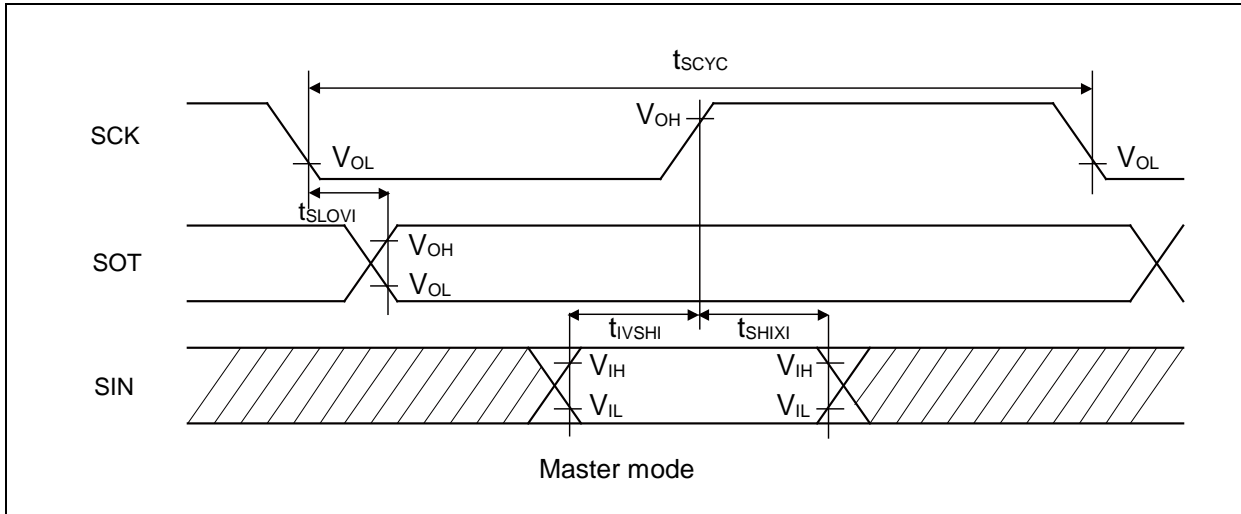 tSCYC
SCK
VOH
VOL
VOL
tSLOVI
SOT
VOH
VOL
tIVSHI
tSHIXI
SIN
VIH
VIH
VIL
VIL
Master mode